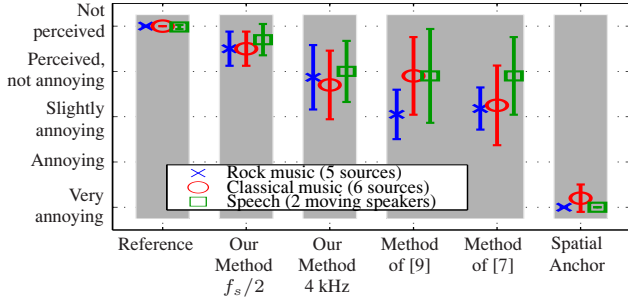 Not
perceived
Perceived,
not annoying
Slightly
annoying
Annoying
Very
annoying
Rock music (5 sources)
Classical music (6 sources)
Speech (2 moving speakers)
Reference
Our
Method
f_s/2
Our
Method
4 kHz
Method
of [9]
Method
of [7]
Spatial
Anchor